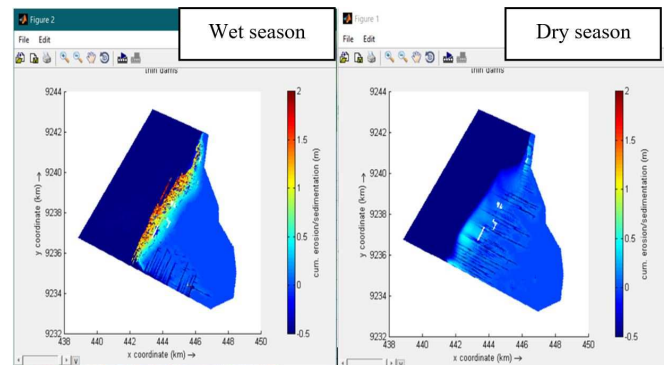 Figure 2
Wet season
File Edit
thin dams
9244
9242
9240
9238
9236
9234
9232
y coordinate (km) →
438 440 442 444 446 448 450
x coordinate (km) →
2
1.5
1
0.5
0
-0.5
cum. erosion/sedimentation (m)
Figure 1
Dry season
File Edit
thin dams
9244
9242
9240
9238
9236
9234
9232
y coordinate (km) →
438 440 442 444 446 448 450
x coordinate (km) →
2
1.5
1
0.5
0
-0.5
cum. erosion/sedimentation (m)